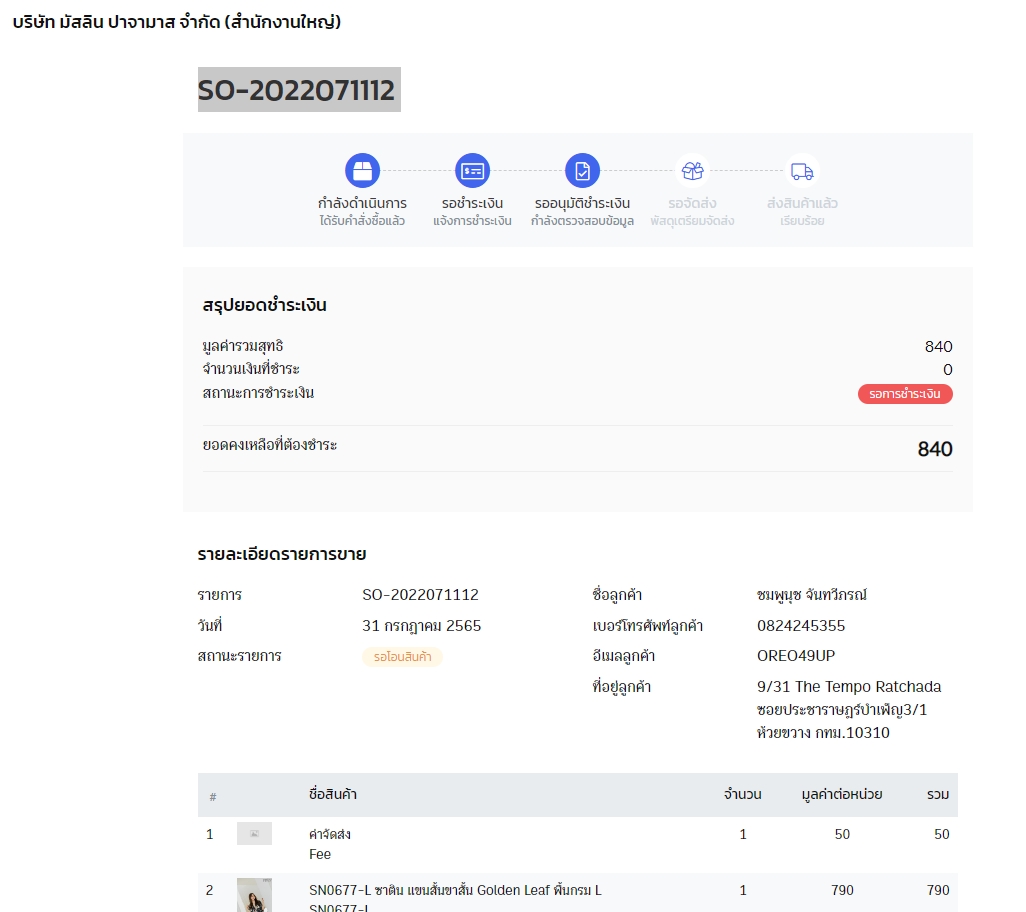 บริษัท มัสลิน ปาจามาส จำกัด (สำนักงานใหญ่)
SO-2022071112
กำลังดำเนินการ
ได้รับคำสั่งซื้อแล้ว
รอชำระเงิน
แจ้งการชำระเงิน
รออนุมัติชำระเงิน
กำลังตรวจสอบข้อมูล
รอจัดส่ง
พัสดุเตรียมจัดส่ง
ส่งสินค้าแล้ว
เรียบร้อย
สรุปยอดชำระเงิน
มูลค่ารวมสุทธิ 840
จำนวนเงินที่ชำระ 0
สถานะการชำระเงิน รอการชำระเงิน
ยอดคงเหลือที่ต้องชำระ 840
รายละเอียดรายการขาย
รายการ SO-2022071112 ชื่อลูกค้า ชมพูนุช จันทวีภรณ์
วันที่ 31 กรกฎาคม 2565 เบอร์โทรศัพท์ลูกค้า 0824245355
สถานะรายการ รอโอนสินค้า อีเมลลูกค้า OREO49UP
ที่อยู่ลูกค้า 9/31 The Tempo Ratchada
ซอยประชาราษฎร์บำเพ็ญ3/1
ห้วยขวาง กทม.10310
# ชื่อสินค้า จำนวน มูลค่าต่อหน่วย รวม
1 ค่าจัดส่ง 1 50 50
Fee
2 SN0677-L ซาติน แขนสั้นขาสั้น Golden Leaf พื้นกรม L 1 790 790
SN0677-L